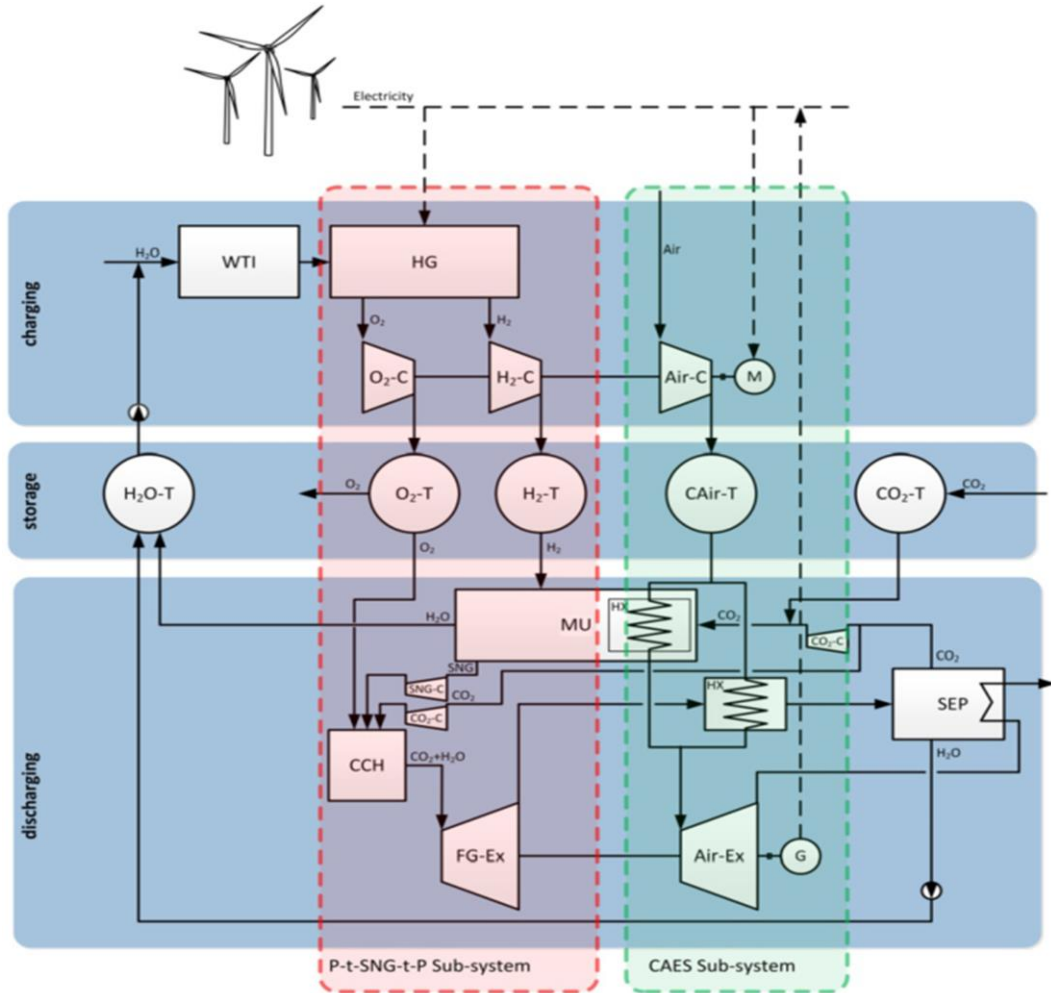 Electricity
charging
H₂O
WTI
HG
Air
O₂
H₂
O₂-C
H₂-C
Air-C
M
storage
H₂O-T
O₂
O₂-T
H₂-T
CAir-T
CO₂-T
CO₂
O₂
H₂
discharging
H₂O
MU
HX
CO₂
CO₂-C
CO₂
SNG
SNG-C
CO₂
CO₂-C
HX
SEP
H₂O
CCH
CO₂+H₂O
FG-Ex
Air-Ex
G
P-t-SNG-t-P Sub-system
CAES Sub-system